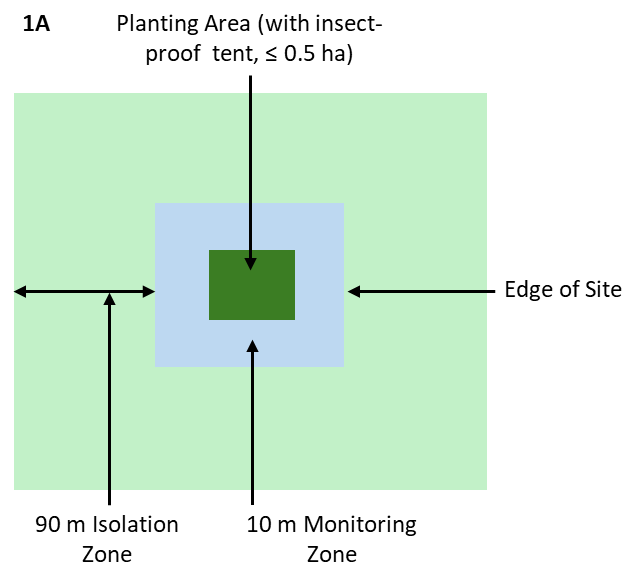 1A
Planting Area (with insect-
proof  tent, ≤ 0.5 ha)
Edge of Site
90 m Isolation
Zone
10 m Monitoring
Zone